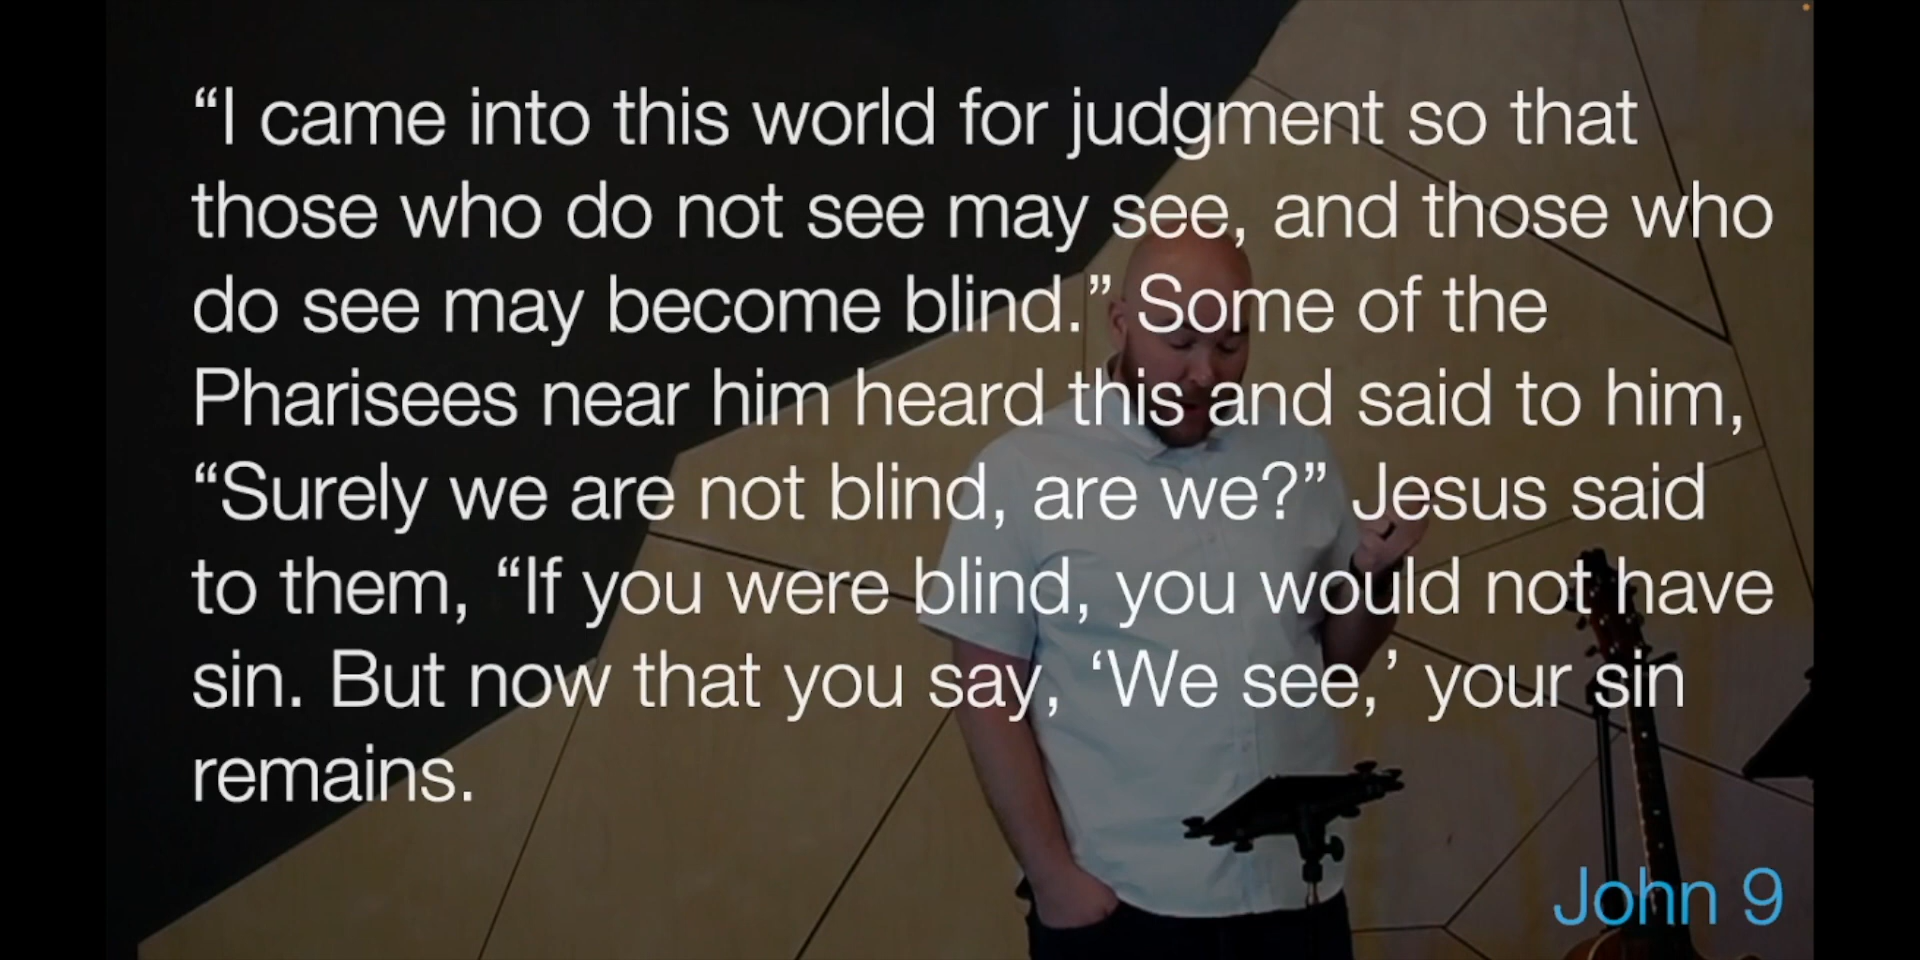 “I came into this world for judgment so that
those who do not see may see, and those who
do see may become blind.” Some of the
Pharisees near him heard this and said to him,
“Surely we are not blind, are we?” Jesus said
to them, “If you were blind, you would not have
sin. But now that you say, ‘We see,’ your sin
remains.
John 9